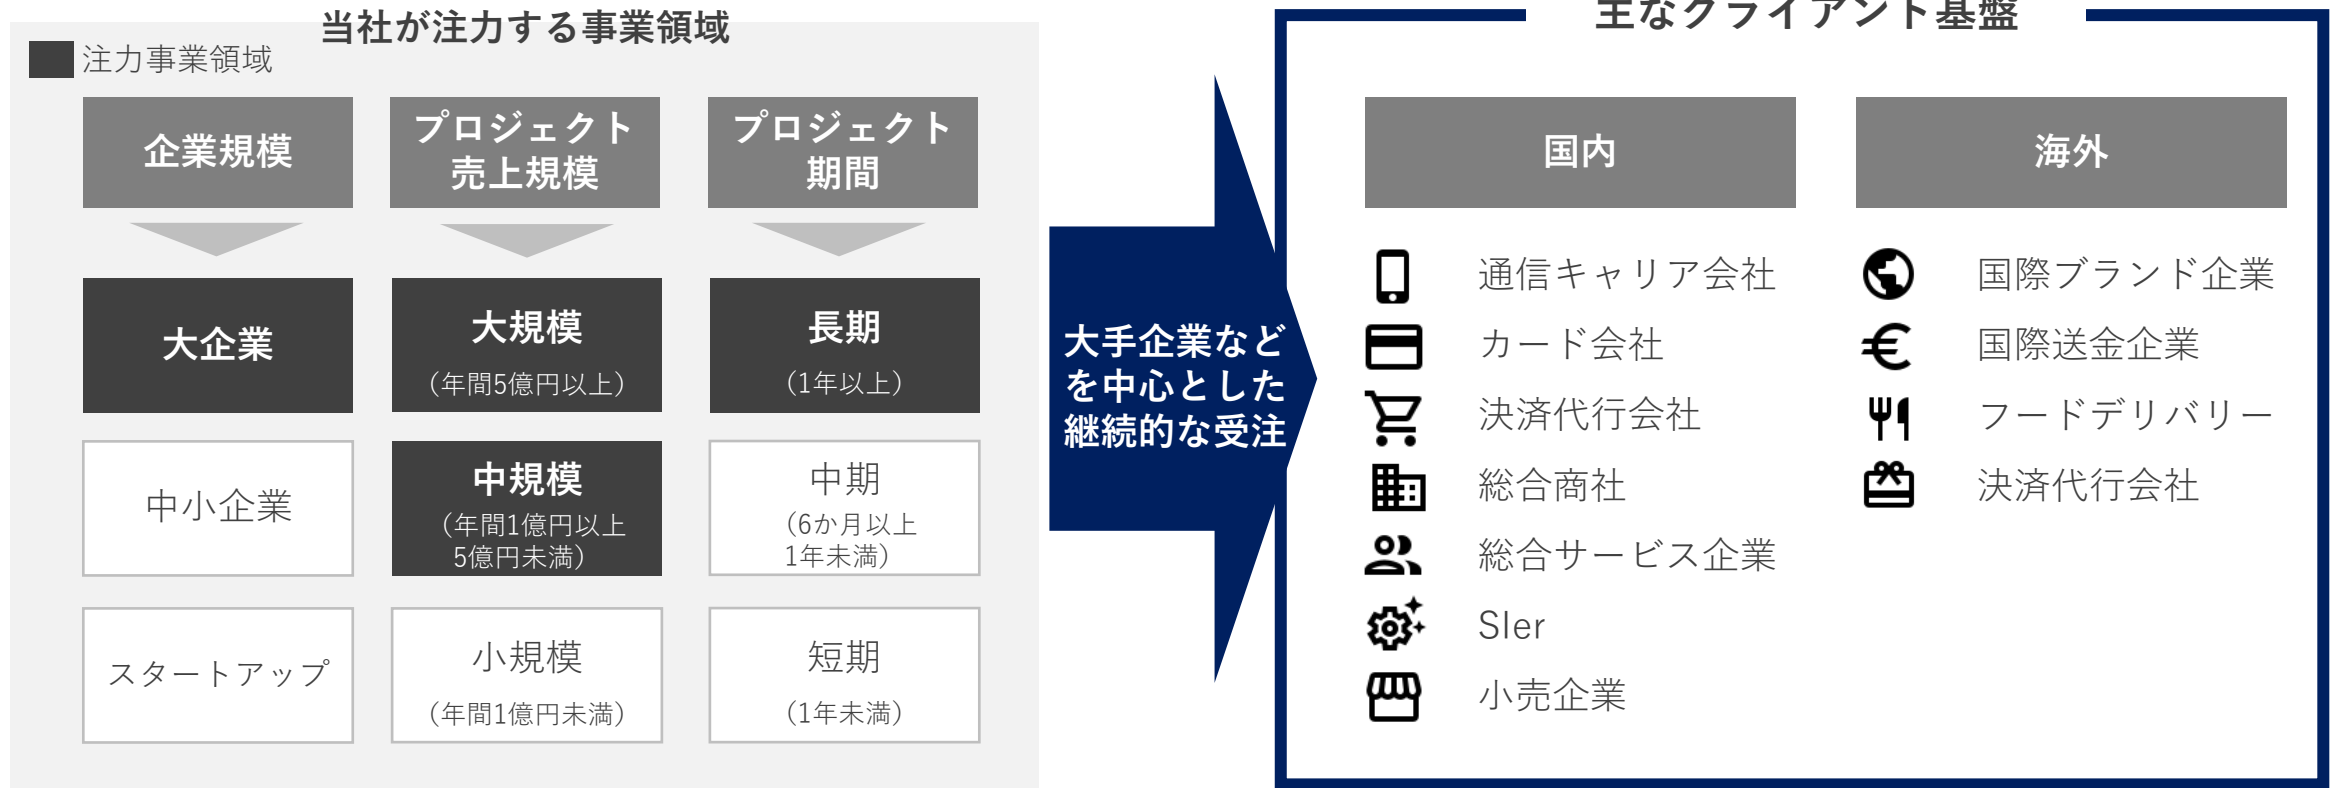 当社が注力する事業領域
注力事業領域
企業規模
プロジェクト
売上規模
プロジェクト
期間
大企業
大規模
（年間5億円以上）
長期
（1年以上）
中小企業
中規模
（年間1億円以上
5億円未満）
中期
（6か月以上
1年未満）
スタートアップ
小規模
（年間1億円未満）
短期
（1年未満）
大手企業など
を中心とした
継続的な受注
主なクライアント基盤
国内
通信キャリア会社
カード会社
決済代行会社
総合商社
総合サービス企業
SIer
小売企業
海外
国際ブランド企業
国際送金企業
フードデリバリー
決済代行会社